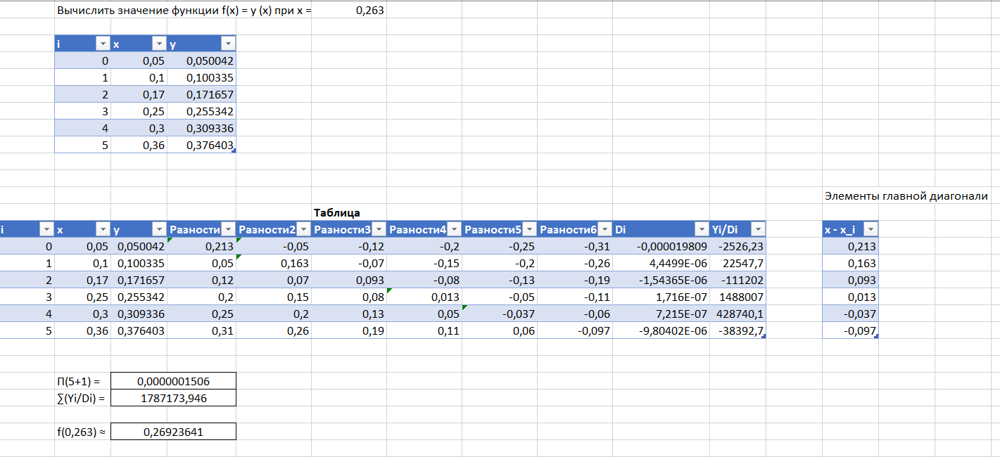 Вычислить значение функции f(x) = y (x) при x = 0,263
i x y
0 0,05 0,050042
1 0,1 0,100335
2 0,17 0,171657
3 0,25 0,255342
4 0,3 0,309336
5 0,36 0,376403
Элементы главной диагонали
Таблица
i x y Разности Разности2 Разности3 Разности4 Разности5 Разности6 Di Yi/Di x - x_i
0 0,05 0,050042 0,213 -0,05 -0,12 -0,2 -0,25 -0,31 -0,000019809 -2526,23 0,213
1 0,1 0,100335 0,05 0,163 -0,07 -0,15 -0,2 -0,26 4,4499E-06 22547,7 0,163
2 0,17 0,171657 0,12 0,07 0,093 -0,08 -0,13 -0,19 -1,54365E-06 -111202 0,093
3 0,25 0,255342 0,2 0,15 0,08 0,013 -0,05 -0,11 1,716E-07 1488007 0,013
4 0,3 0,309336 0,25 0,2 0,13 0,05 -0,037 -0,06 7,215E-07 428740,1 -0,037
5 0,36 0,376403 0,31 0,26 0,19 0,11 0,06 -0,097 -9,80402E-06 -38392,7 -0,097
П(5+1) = 0,0000001506
∑(Yi/Di) = 1787173,946
f(0,263) ≈ 0,26923641